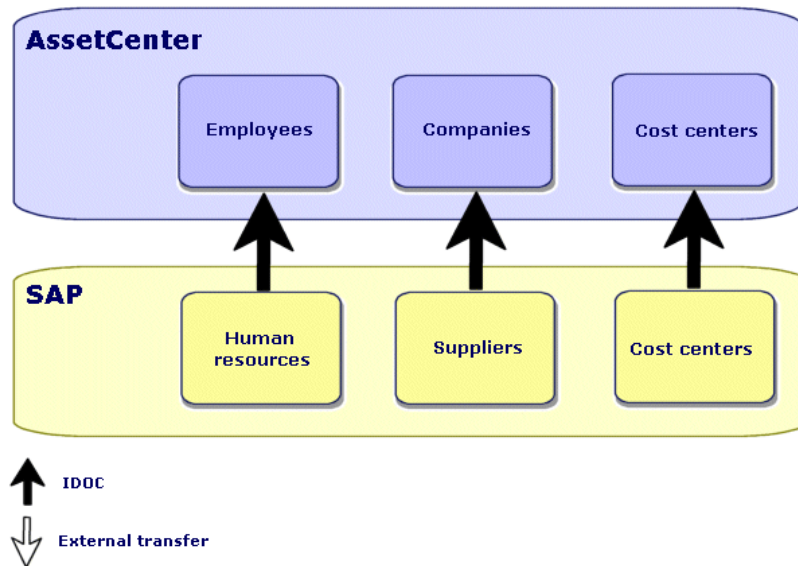 AssetCenter
Employees
Companies
Cost centers
SAP
Human
resources
Suppliers
Cost centers
IDOC
External transfer